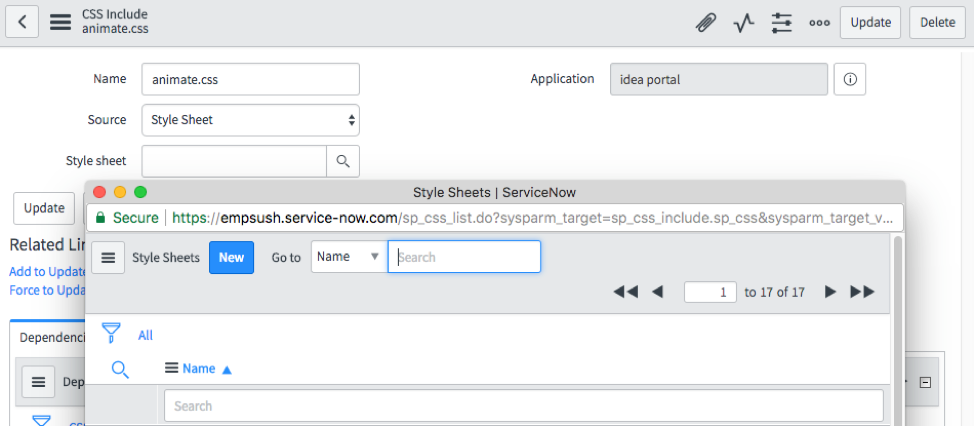 CSS Include
animate.css
Update
Delete
Name
animate.css
Application
idea portal
Source
Style Sheet
Style sheet
Update
Related Li
Add to Update
Force to Upda
Dependenci
Dep
Style Sheets | ServiceNow
Secure | https://empsush.service-now.com/sp_css_list.do?sysparm_target=sp_css_include.sp_css&sysparm_target_v...
Style Sheets
New
Go to
Name
Search
1 to 17 of 17
All
Name
Search